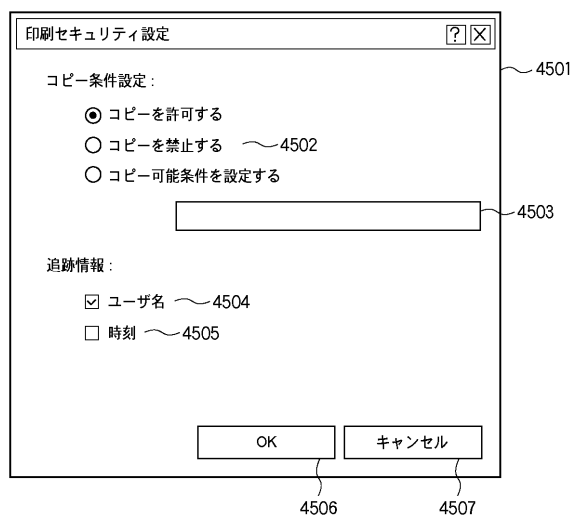 印刷セキュリティ設定 ? X
4501
コピー条件設定 :
コピーを許可する
コピーを禁止する 4502
コピー可能条件を設定する
4503
追跡情報 :
ユーザ名 4504
時刻 4505
OK キャンセル
4506 4507